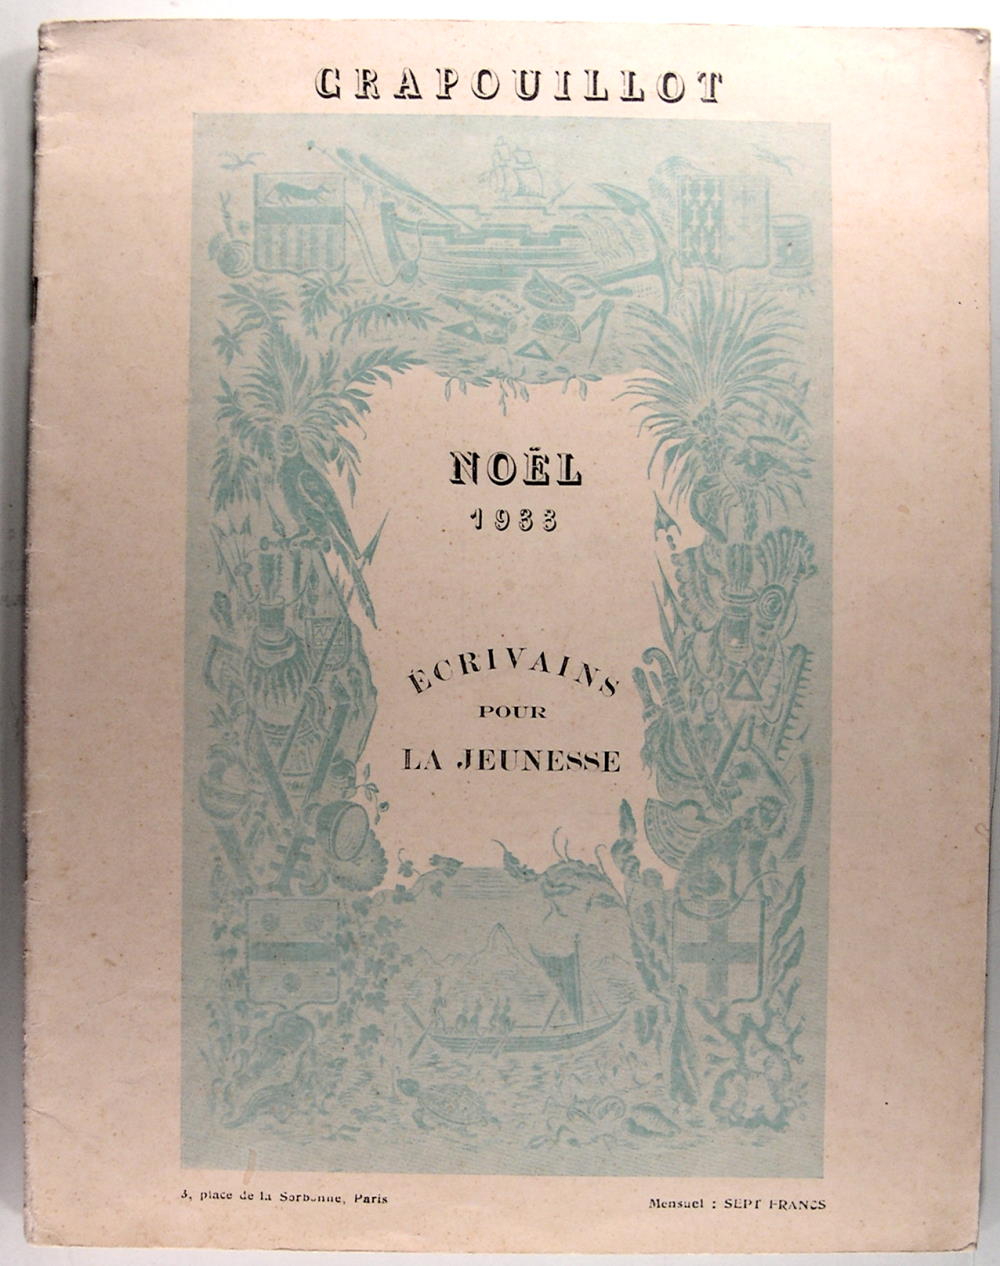 CRAPOUILLOT
NOËL
1933
ÉCRIVAINS
POUR
LA JEUNESSE
3, place de la Sorbonne, Paris
Mensuel : SEPT FRANCS